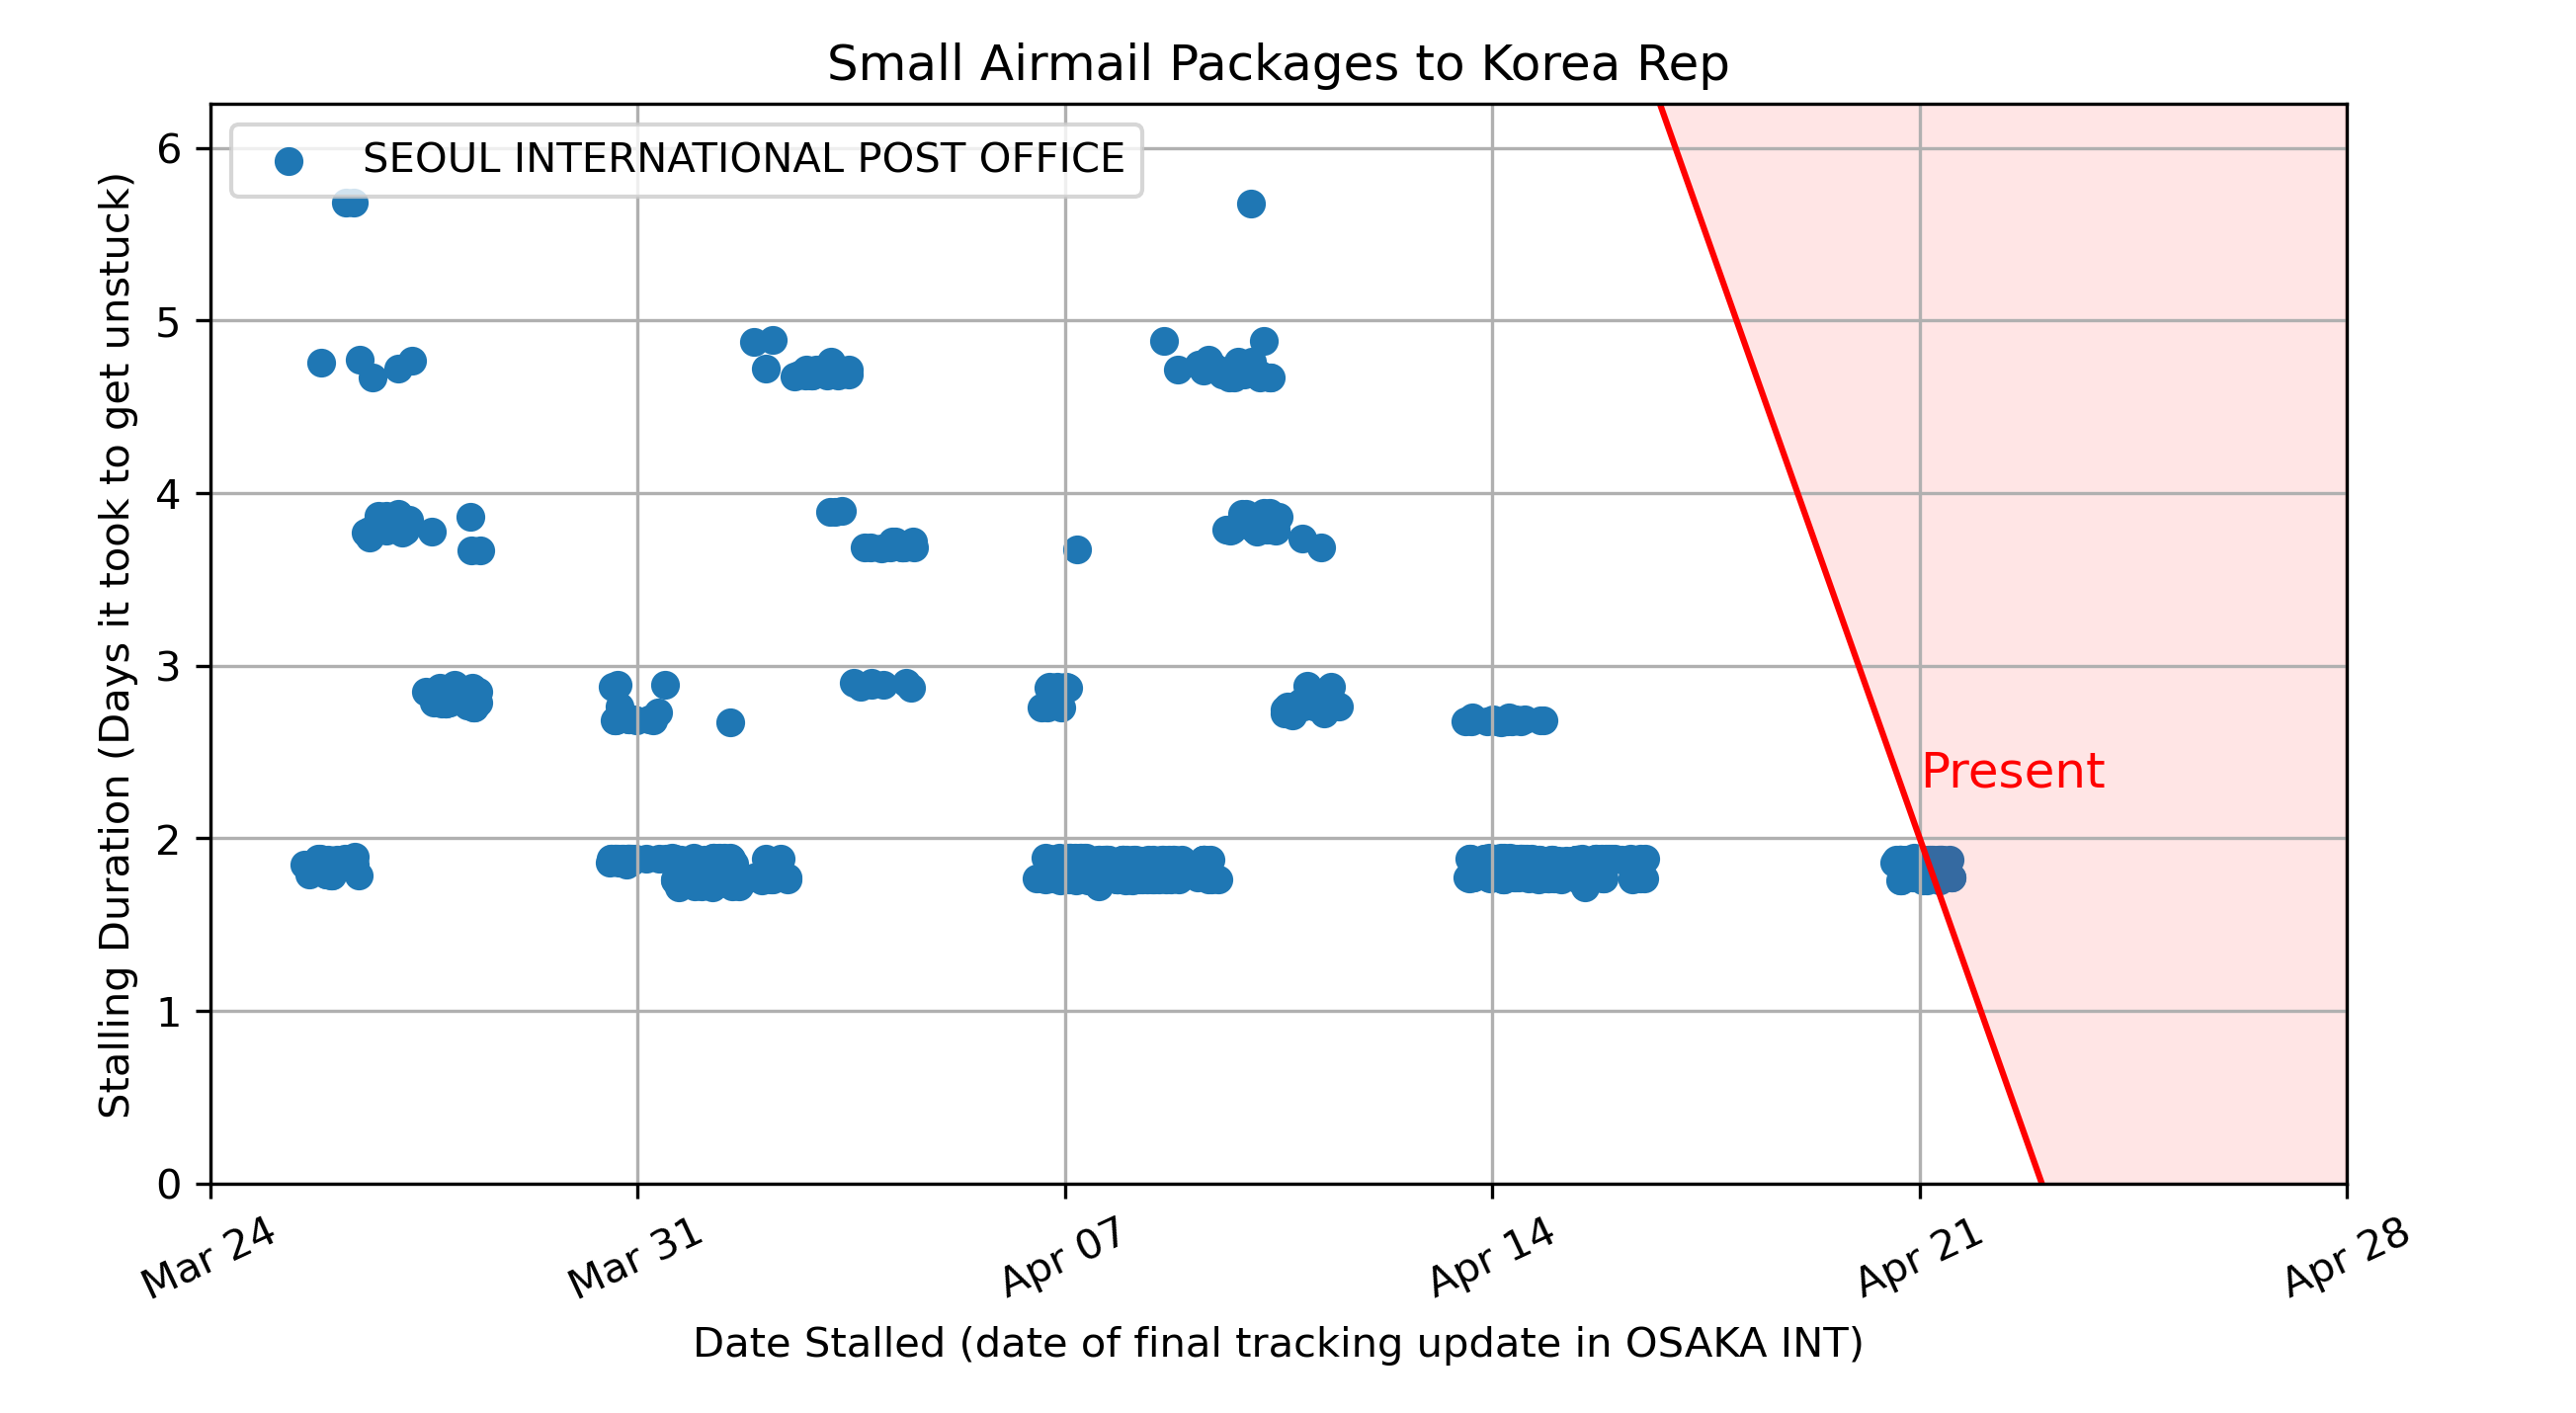 Small Airmail Packages to Korea Rep
SEOUL INTERNATIONAL POST OFFICE
Stalling Duration (Days it took to get unstuck)
6
5
4
3
2
1
0
Present
Mar 24
Mar 31
Apr 07
Apr 14
Apr 21
Apr 28
Date Stalled (date of final tracking update in OSAKA INT)